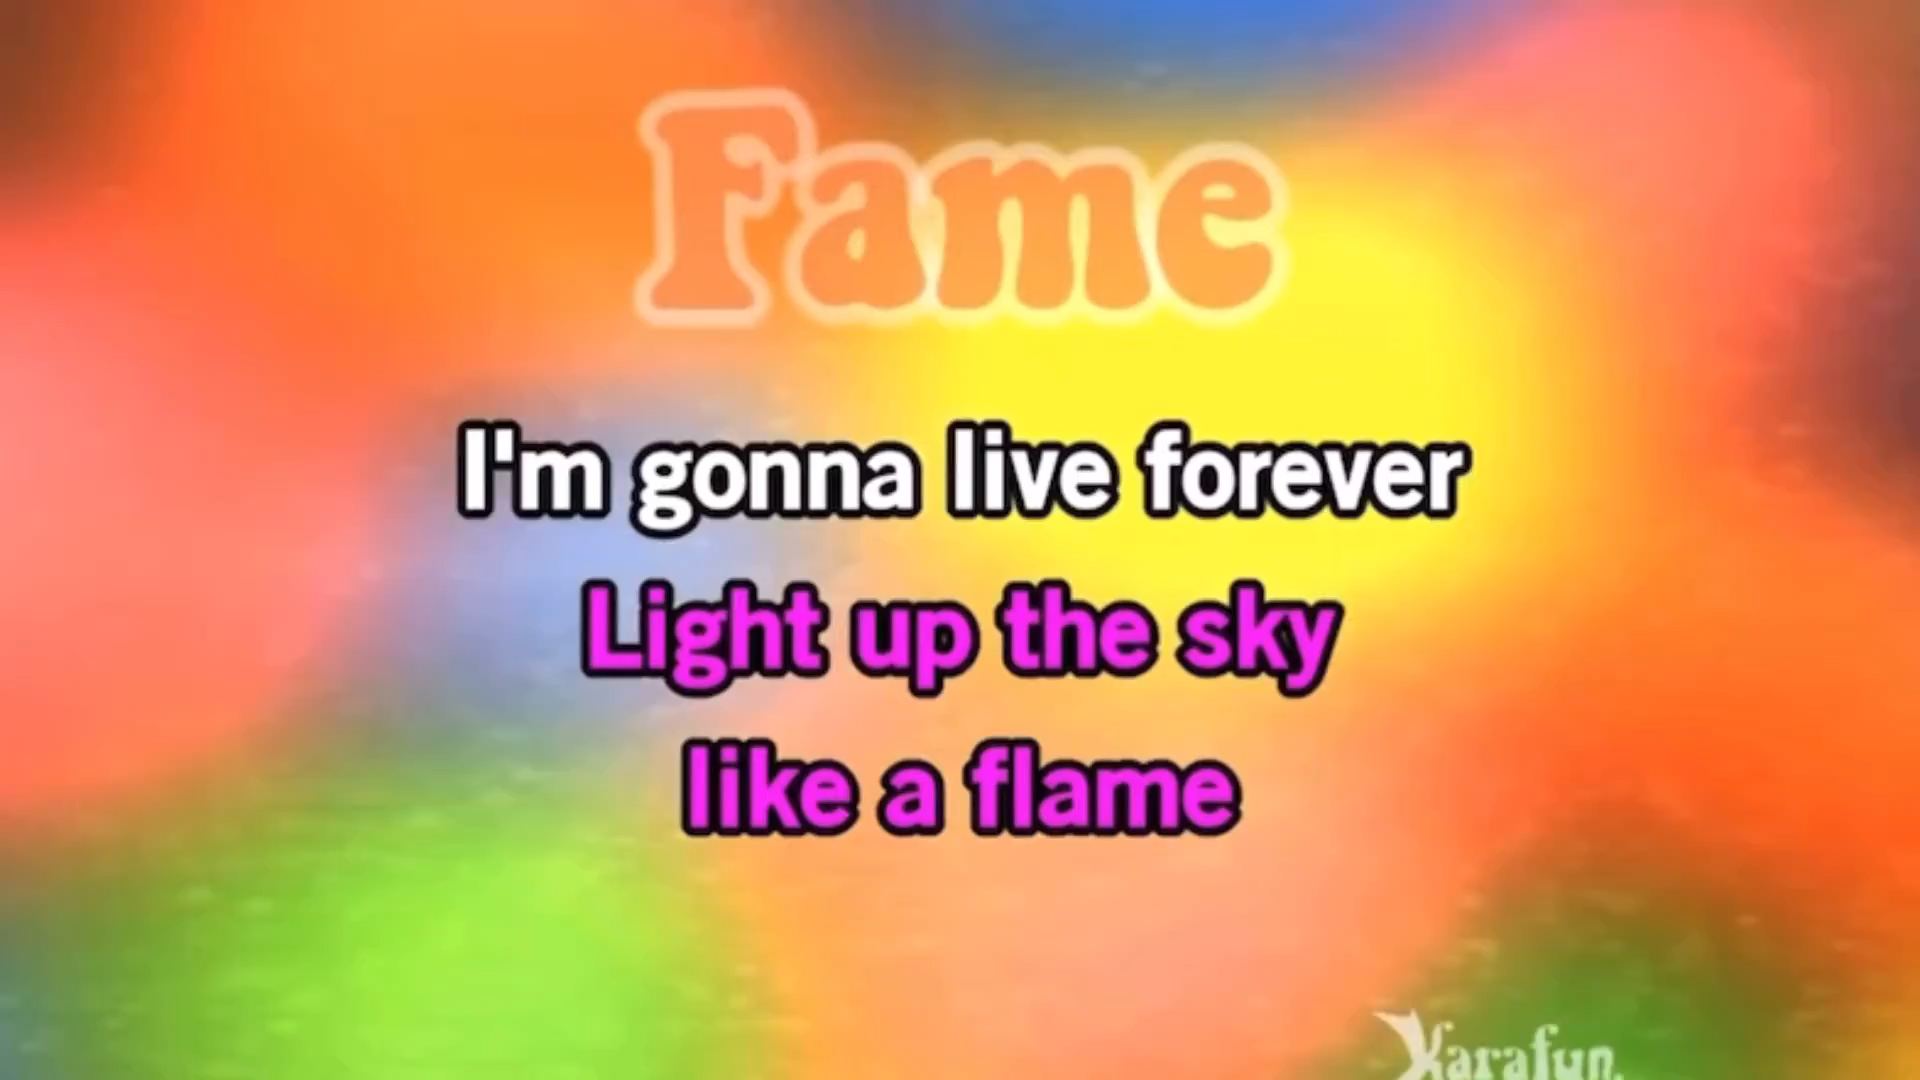 Fame
I'm gonna live forever
Light up the sky
like a flame
Karafun